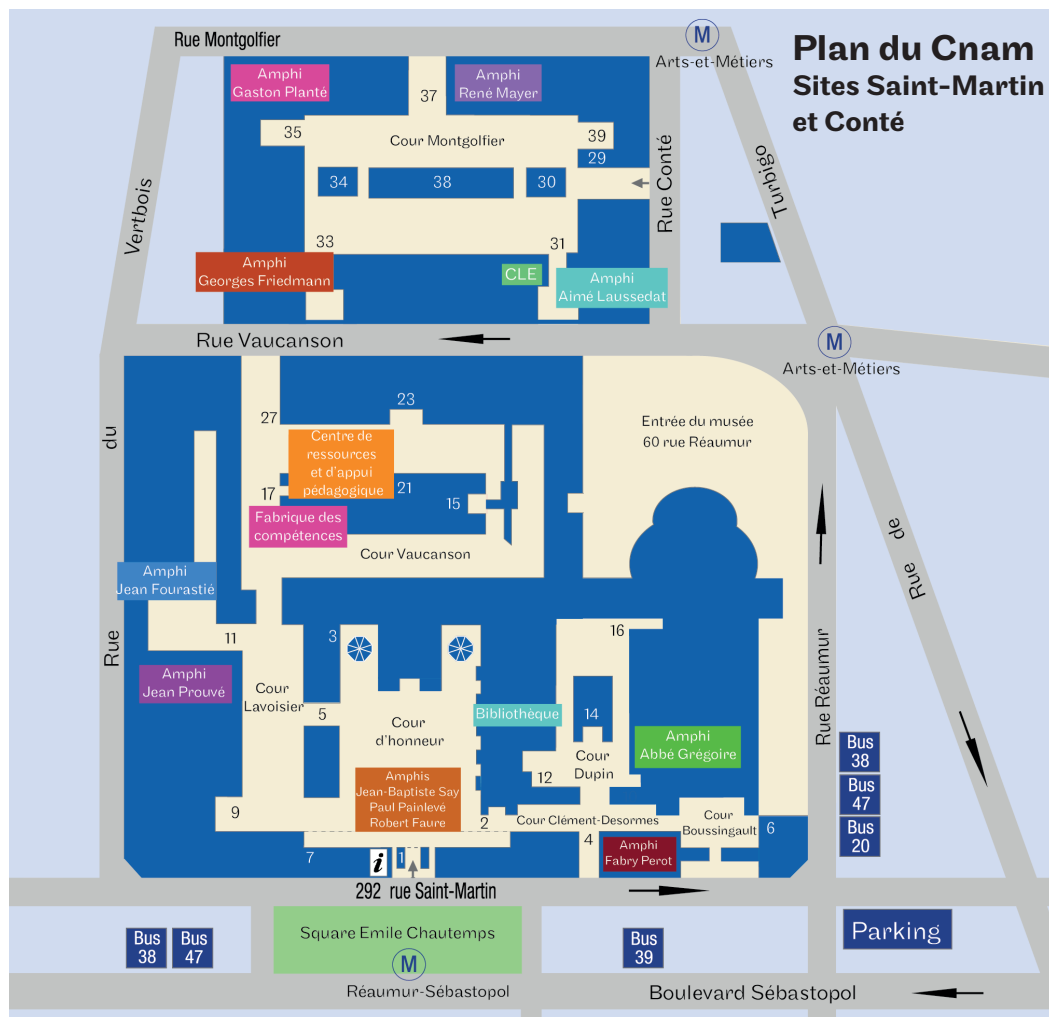 Plan du Cnam
Sites Saint-Martin
et Conté
Rue Montgolfier
M
Arts-et-Métiers
Amphi
Gaston Planté
Amphi
René Mayer
37
35
Cour Montgolfier
39
29
34
38
30
Rue Conté
Turbigo
Vertbois
33
31
Amphi
Georges Friedmann
CLE
Amphi
Aimé Laussedat
Rue Vaucanson
M
Arts-et-Métiers
du
27
23
Entrée du musée
60 rue Réaumur
Centre de
ressources
et d'appui
pédagogique
17
21
15
Fabrique des
compétences
Cour Vaucanson
Rue de
Amphi
Jean Fourastié
Rue
11
3
16
Amphi
Jean Prouvé
Cour
Lavoisier
5
Cour
d'honneur
Bibliothèque
14
Amphi
Abbé Grégoire
Rue Réaumur
Cour
Dupin
12
Bus
38
Bus
47
Bus
20
Amphis
Jean-Baptiste Say
Paul Painlevé
Robert Faure
9
2
Cour Clément-Desormes
Cour
Boussingault
6
7
i
1
4
Amphi
Fabry Perot
292 rue Saint-Martin
Bus
38
Bus
47
Square Emile Chautemps
M
Réaumur-Sébastopol
Bus
39
Parking
Boulevard Sébastopol